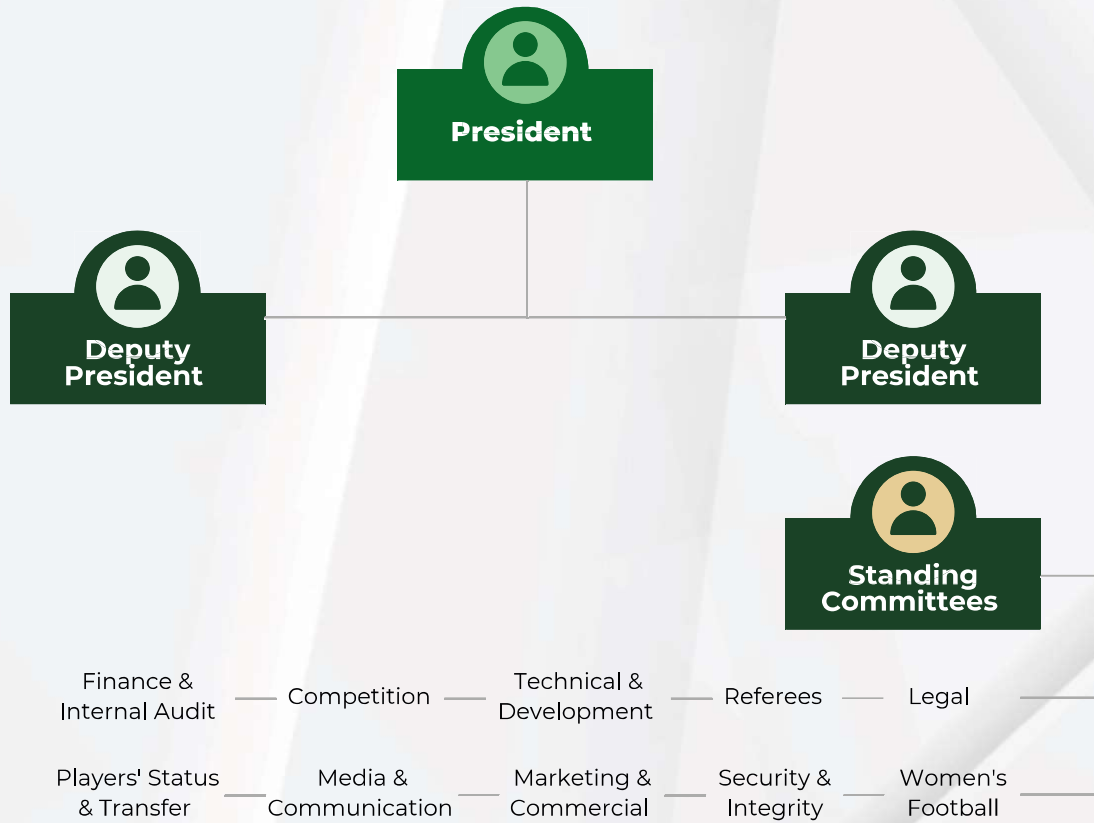 President
Deputy
President
Deputy
President
Standing
Committees
Finance &
Internal Audit
Competition
Technical &
Development
Referees
Legal
Players' Status
& Transfer
Media &
Communication
Marketing &
Commercial
Security &
Integrity
Women's
Football